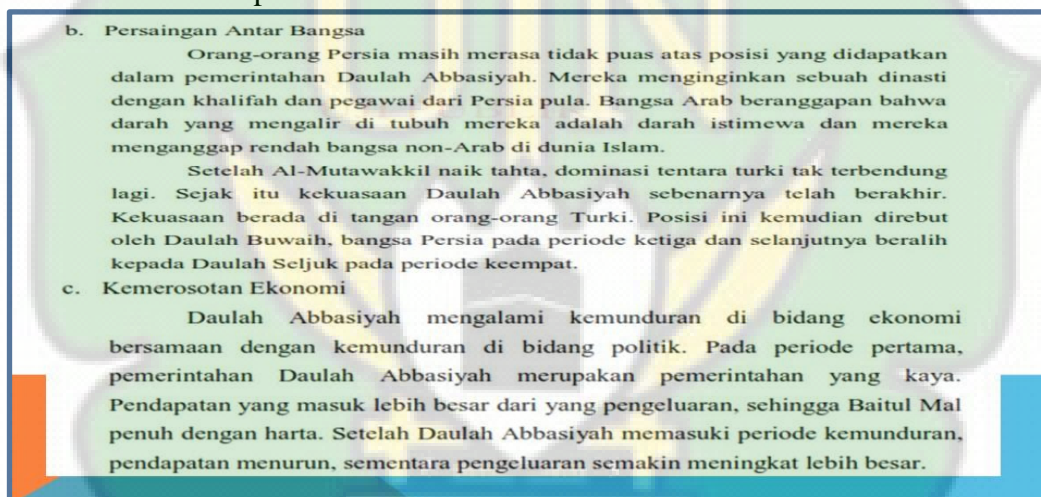 b. Persaingan Antar Bangsa
Orang-orang Persia masih merasa tidak puas atas posisi yang didapatkan
dalam pemerintahan Daulah Abbasiyah. Mereka menginginkan sebuah dinasti
dengan khalifah dan pegawai dari Persia pula. Bangsa Arab beranggapan bahwa
darah yang mengalir di tubuh mereka adalah darah istimewa dan mereka
menganggap rendah bangsa non-Arab di dunia Islam.
Setelah Al-Mutawakkil naik tahta, dominasi tentara turki tak terbendung
lagi. Sejak itu kekuasaan Daulah Abbasiyah sebenarnya telah berakhir.
Kekuasaan berada di tangan orang-orang Turki. Posisi ini kemudian direbut
oleh Daulah Buwaih, bangsa Persia pada periode ketiga dan selanjutnya beralih
kepada Daulah Seljuk pada periode keempat.
c. Kemerosotan Ekonomi
Daulah Abbasiyah mengalami kemunduran di bidang ekonomi
bersamaan dengan kemunduran di bidang politik. Pada periode pertama,
pemerintahan Daulah Abbasiyah merupakan pemerintahan yang kaya.
Pendapatan yang masuk lebih besar dari yang pengeluaran, sehingga Baitul Mal
penuh dengan harta. Setelah Daulah Abbasiyah memasuki periode kemunduran,
pendapatan menurun, sementara pengeluaran semakin meningkat lebih besar.